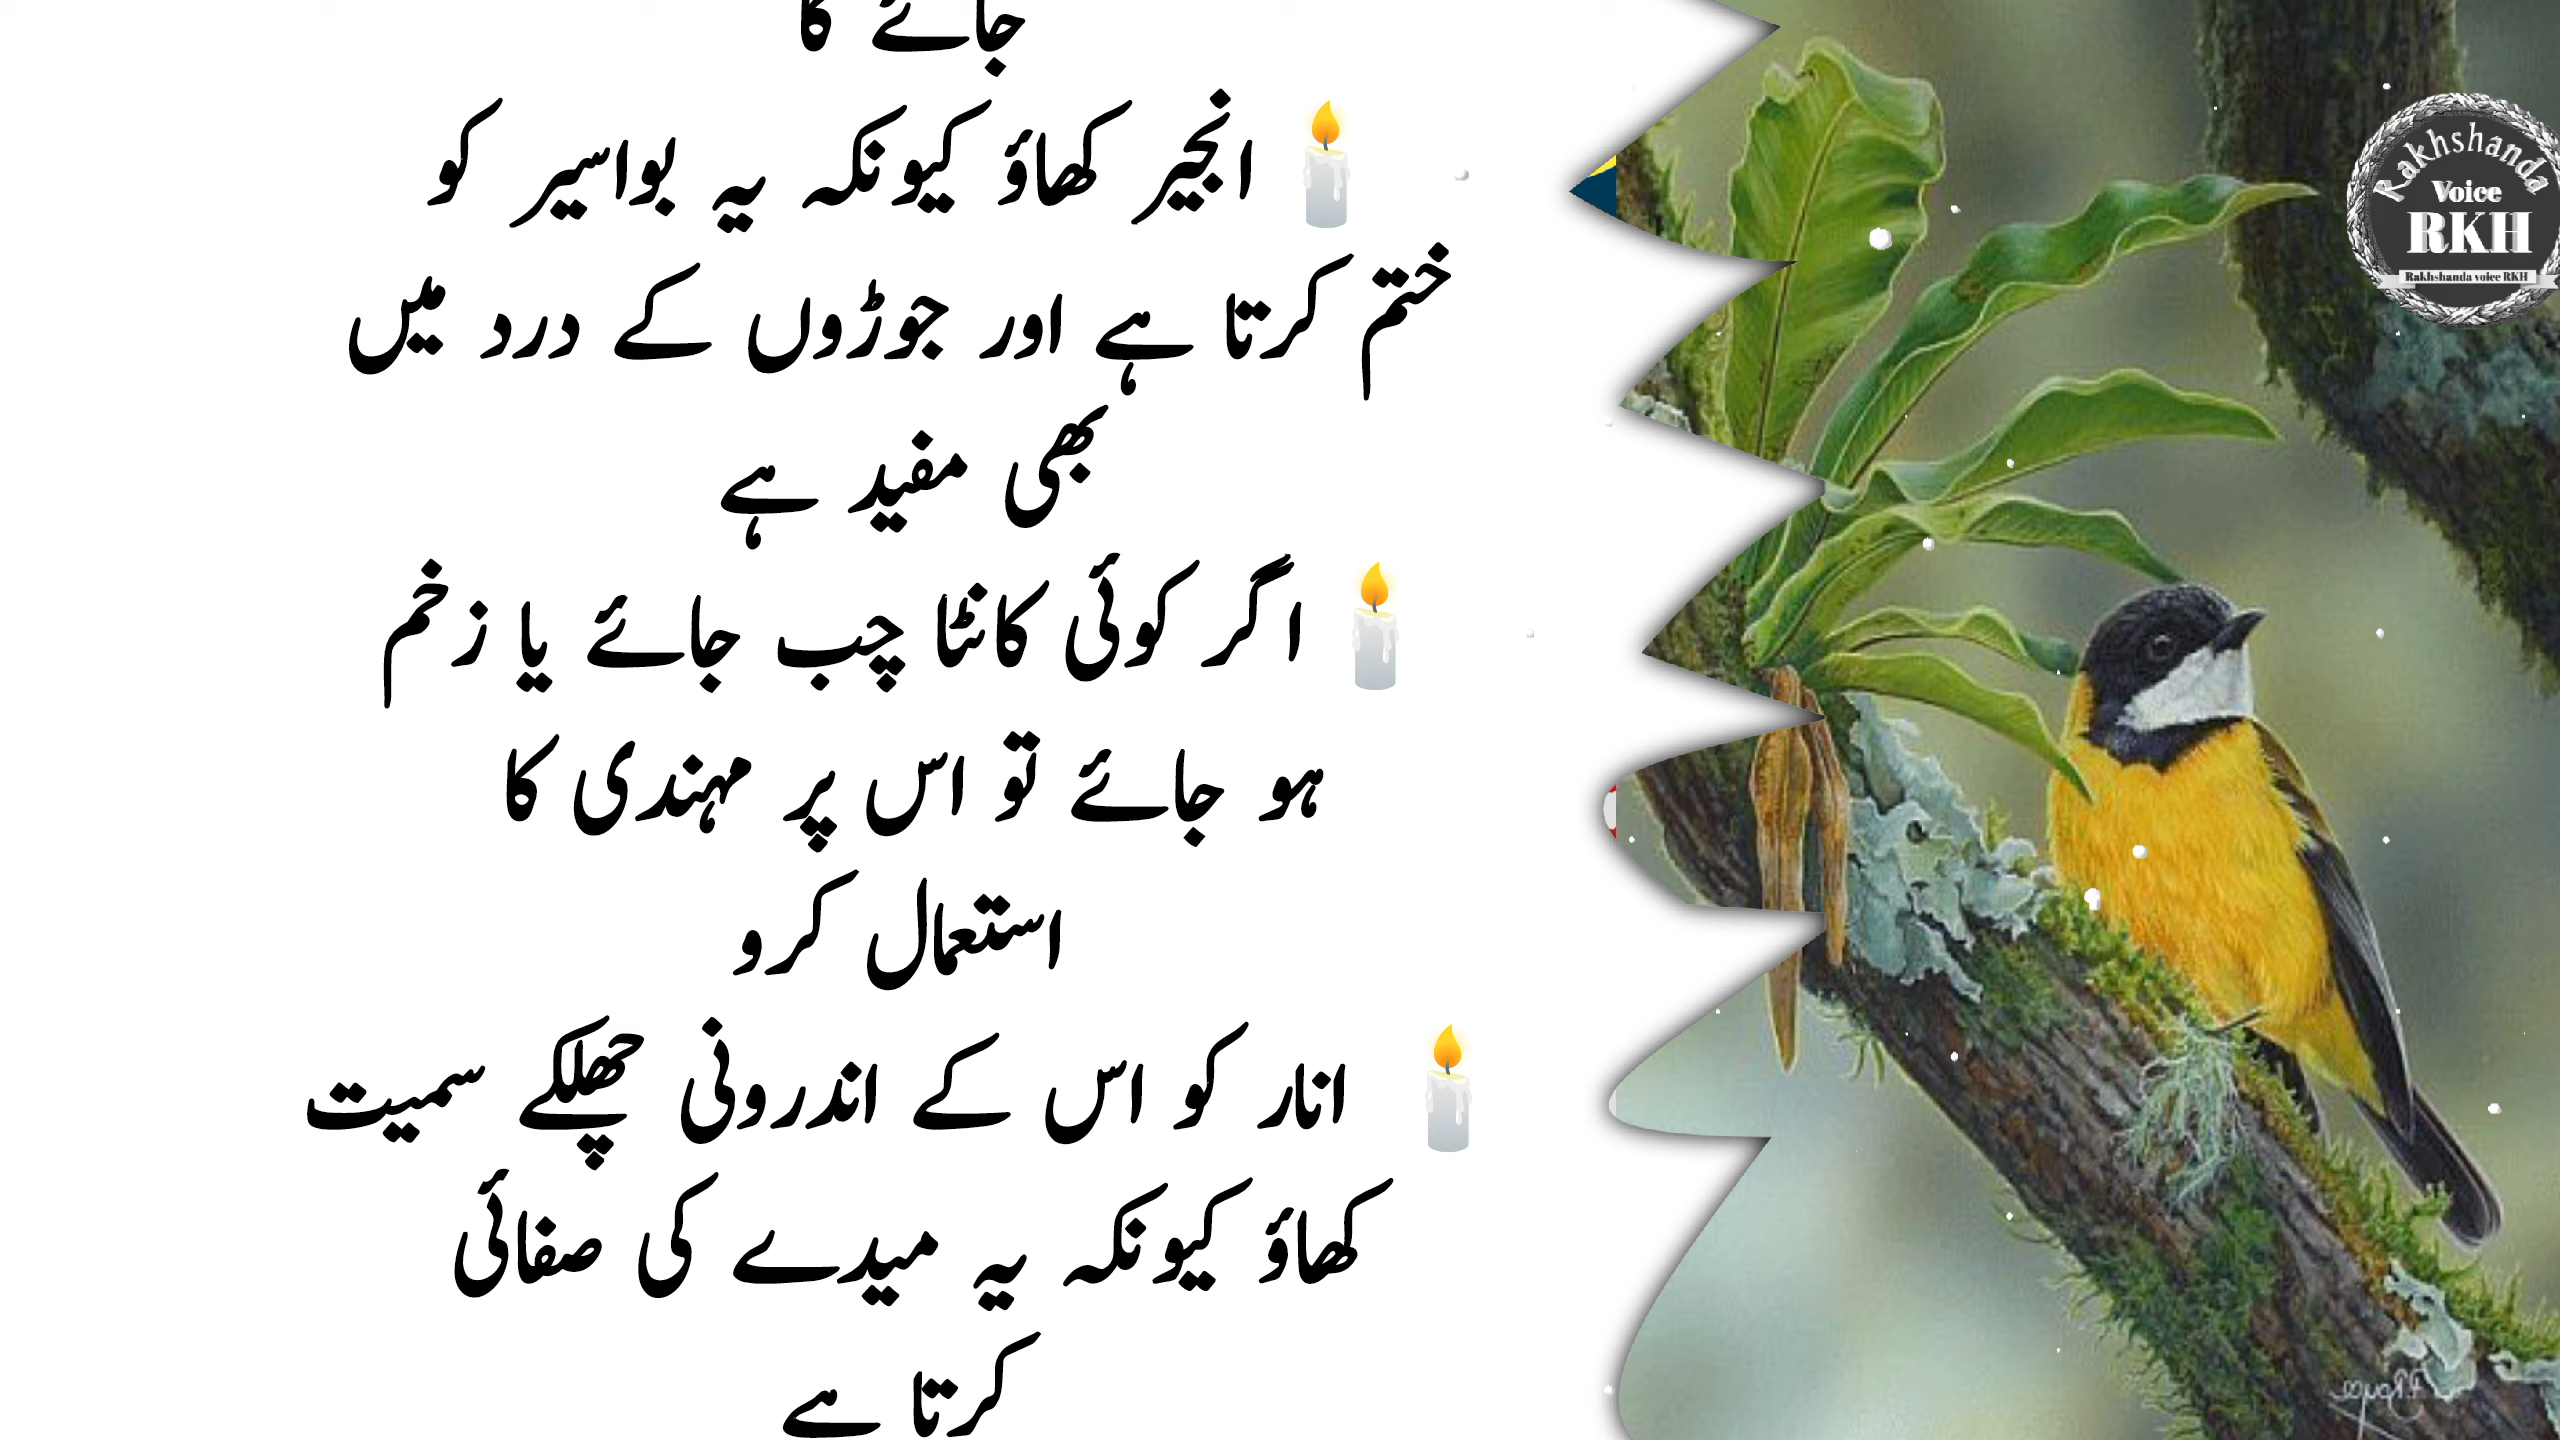 جائے گا
🕯️ انجیر کھاؤ کیونکہ یہ بواسیر کو
ختم کرتا ہے اور جوڑوں کے درد میں
بھی مفید ہے
🕯️ اگر کوئی کانٹا چب جائے یا زخم
ہو جائے تو اس پر مہندی کا
استعمال کرو
🕯️ انار کو اس کے اندرونی چھلکے سمیت
کھاؤ کیونکہ یہ میدے کی صفائی
کرتا ہے
Rakhshanda
Voice
RKH
Rakhshanda voice RKH